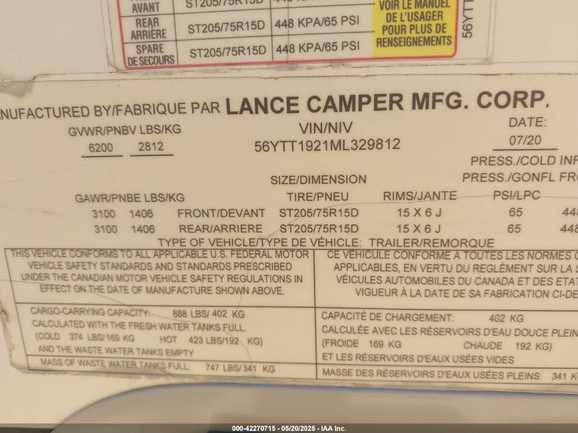 AVANT ST205/75R15D 448 KPA/65 PSI
VOIR LE MANUEL
DE L'USAGER
POUR PLUS DE
RENSEIGNEMENTS
REAR
ARRIÈRE ST205/75R15D 448 KPA/65 PSI
SPARE
DE SECOURS ST205/75R15D 448 KPA/65 PSI
56YTT
NUFACTURED BY/FABRIQUE PAR LANCE CAMPER MFG. CORP.
GVWR/PNBV LBS/KG VIN/NIV DATE:
6200 2812 56YTT1921ML329812 07/20
PRESS./COLD INF
SIZE/DIMENSION PRESS./GONFL FR
GAWR/PNBE LBS/KG TIRE/PNEU RIMS/JANTE PSI/LPC
3100 1406 FRONT/DEVANT ST205/75R15D 15 X 6 J 65 448
3100 1406 REAR/ARRIERE ST205/75R15D 15 X 6 J 65 448
TYPE OF VEHICLE/TYPE DE VÉHICLE: TRAILER/REMORQUE
THIS VEHICLE CONFORMS TO ALL APPLICABLE U.S. FEDERAL MOTOR
VEHICLE SAFETY STANDARDS AND STANDARDS PRESCRIBED
UNDER THE CANADIAN MOTOR VEHICLE SAFETY REGULATIONS IN
EFFECT ON THE DATE OF MANUFACTURE SHOWN ABOVE.
CE VÉHICULE CONFORME A TOUTES LES NORMES
APPLICABLES, EN VERTU DU REGLÉMENT SUR LA
VÉHICULES AUTOMOBILES DU CANADA ET DES ETAT
VIGUEUR À LA DATE DE SA FABRICATION CI-DE
CARGO-CARRYING CAPACITY: 888 LBS/ 402 KG
CALCULATED WITH THE FRESH WATER TANKS FULL.
(COLD 374 LBS/169 KG HOT 423 LBS/192 KG)
AND THE WASTE WATER TANKS EMPTY
MASS OF WASTE WATER TANKS FULL: 747 LBS/341 KG
CAPACITÉ DE CHARGEMENT: 402 KG
CALCULÉE AVEC LES RÉSERVOIRS D'EAU DOUCE PLEIN
(FROIDE 169 KG CHAUDE 192 KG)
ET LES RÉSERVOIRS D'EAUX USÉES VIDES
MASSE DES RÉSERVOIRS D'EAUX USÉES PLEINS: 341 K
000-42270715 - 05/20/2025 - IAA Inc.